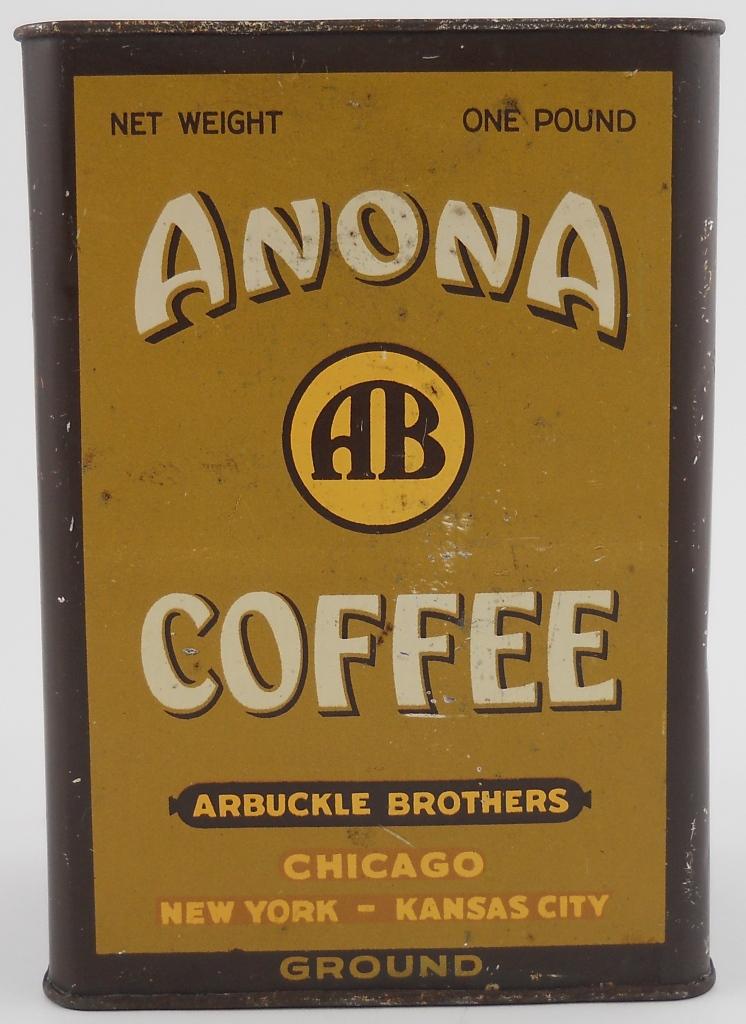 NET WEIGHT ONE POUND
ANONA
AB
COFFEE
ARBUCKLE BROTHERS
CHICAGO
NEW YORK - KANSAS CITY
GROUND